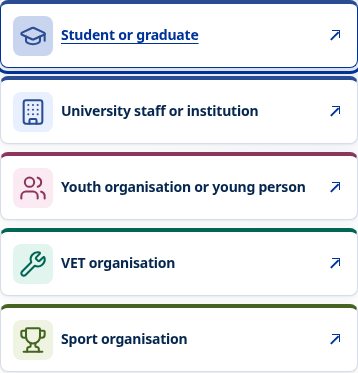 Student or graduate
University staff or institution
Youth organisation or young person
VET organisation
Sport organisation